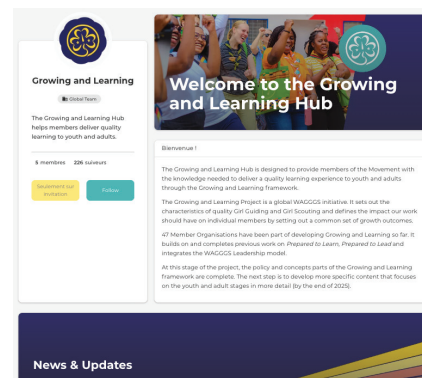 Growing and Learning
Global Team
The Growing and Learning Hub
helps members deliver quality
learning to youth and adults.
5 membres 226 suiveurs
Seulement sur
invitation
Follow
Welcome to the Growing
and Learning Hub
Bienvenue !
The Growing and Learning Hub is designed to provide members of the Movement with
the knowledge needed to deliver a quality learning experience to youth and adults
through the Growing and Learning framework.
The Growing and Learning Project is a global WAGGGS initiative. It sets out the
characteristics of quality Girl Guiding and Girl Scouting and defines the impact our work
should have on individual members by setting out a common set of growth outcomes.
47 Member Organisations have been part of developing Growing and Learning so far. It
builds on and completes previous work on Prepared to Learn, Prepared to Lead and
integrates the WAGGGS Leadership model.
At this stage of the project, the policy and concepts parts of the Growing and Learning
framework are complete. The next step is to develop more specific content that focuses
on the youth and adult stages in more detail (by the end of 2025).
News & Updates